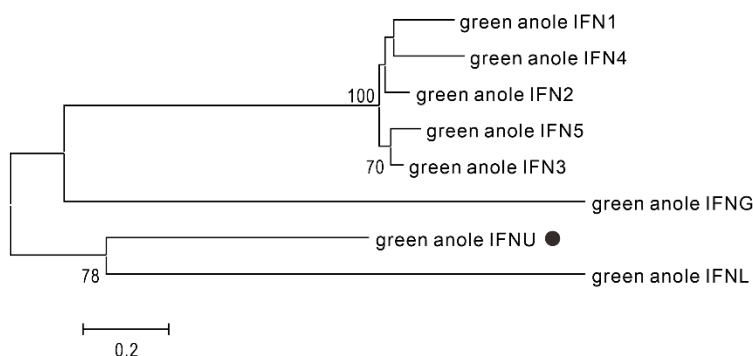 green anole IFN1
green anole IFN4
100
green anole IFN2
green anole IFN5
70
green anole IFN3
green anole IFNG
green anole IFNU
78
green anole IFNL
0.2